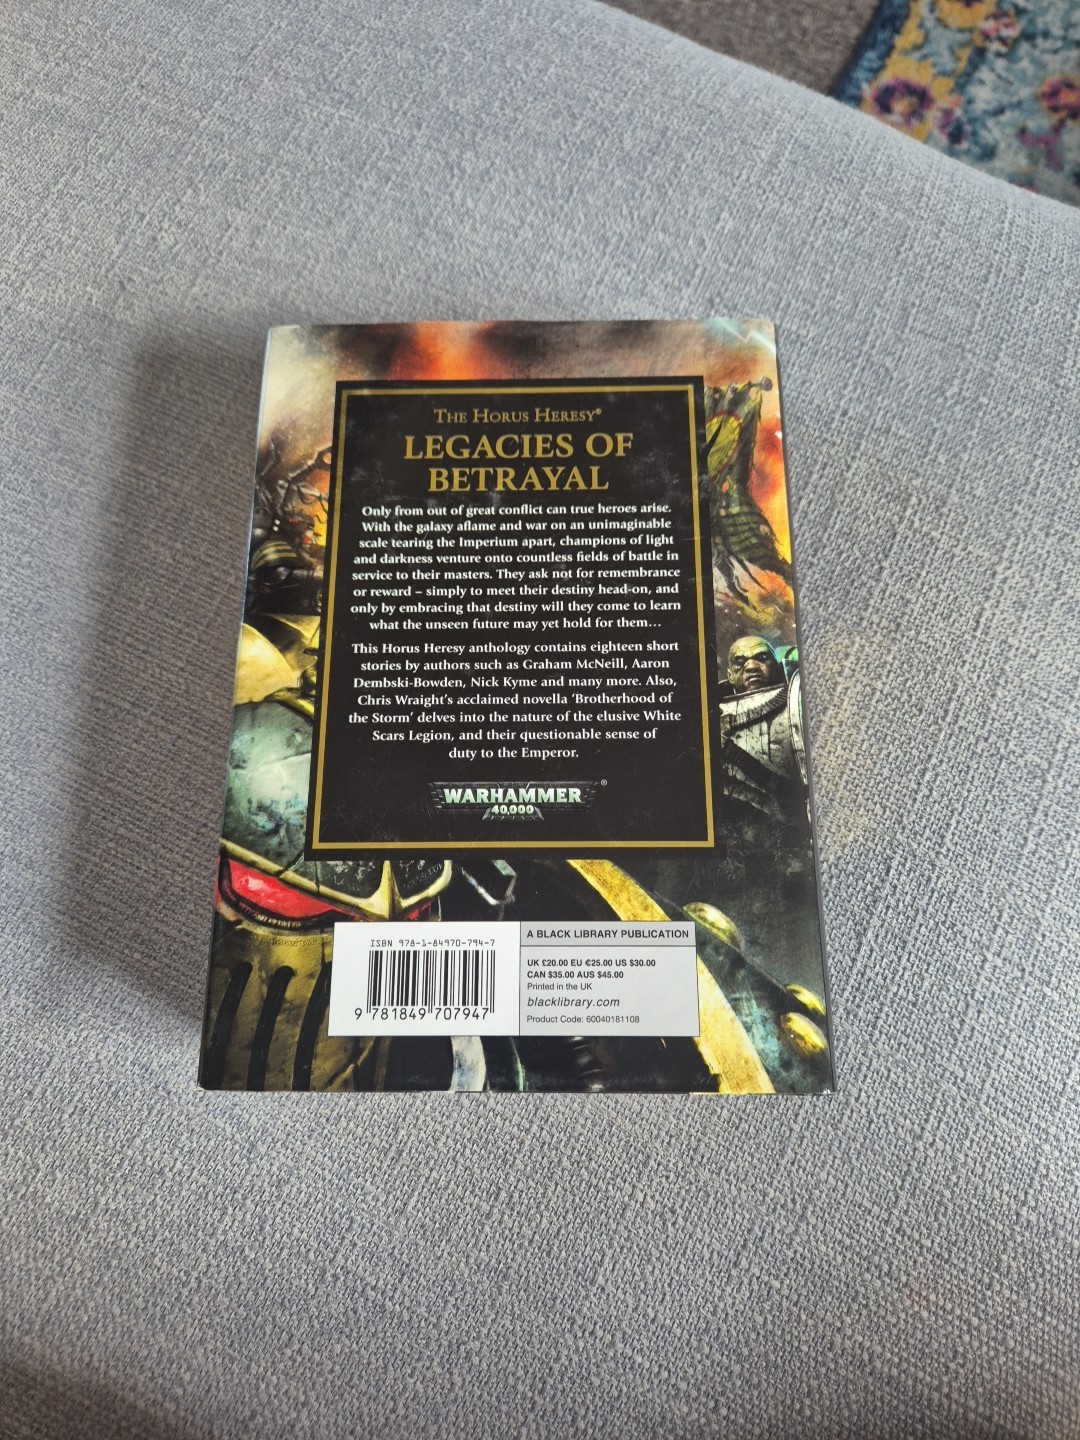 THE HORUS HERESY®
LEGACIES OF
BETRAYAL
Only from out of great conflict can true heroes arise.
With the galaxy aflame and war on an unimaginable
scale tearing the Imperium apart, champions of light
and darkness venture onto countless fields of battle in
service to their masters. They ask not for remembrance
or reward – simply to meet their destiny head-on, and
only by embracing that destiny will they come to learn
what the unseen future may yet hold for them...
This Horus Heresy anthology contains eighteen short
stories by authors such as Graham McNeill, Aaron
Dembski-Bowden, Nick Kyme and many more. Also,
Chris Wraight's acclaimed novella 'Brotherhood of
the Storm' delves into the nature of the elusive White
Scars Legion, and their questionable sense of
duty to the Emperor.
WARHAMMER®
40,000
ISBN 978-1-84970-794-7
9 781849 707947
A BLACK LIBRARY PUBLICATION
UK £20.00 EU €25.00 US $30.00
CAN $35.00 AUS $45.00
Printed in the UK
blacklibrary.com
Product Code: 60040181108